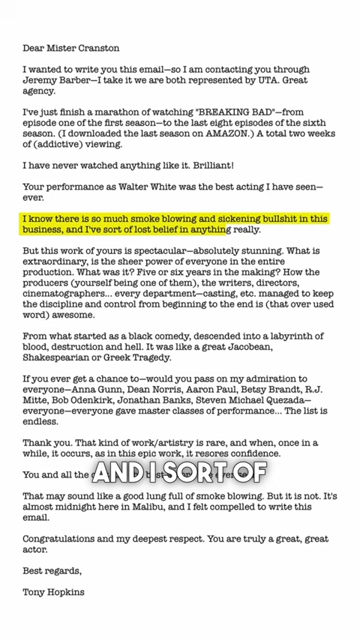 Dear Mister Cranston
I wanted to write you this email—so I am contacting you through
Jeremy Barber—I take it we are both represented by UTA. Great
agency.
I've just finish a marathon of watching "BREAKING BAD"—from
episode one of the first season—to the last eight episodes of the sixth
season. (I downloaded the last season on AMAZON.) A total two weeks
of (addictive) viewing.
I have never watched anything like it. Brilliant!
Your performance as Walter White was the best acting I have seen—
ever.
I know there is so much smoke blowing and sickening bullshit in this
business, and I've sort of lost belief in anything really.
But this work of yours is spectacular—absolutely stunning. What is
extraordinary, is the sheer power of everyone in the entire
production. What was it? Five or six years in the making? How the
producers (yourself being one of them), the writers, directors,
cinematographers... every department—casting, etc. managed to keep
the discipline and control from beginning to the end is (that over used
word) awesome.
From what started as a black comedy, descended into a labyrinth of
blood, destruction and hell. It was like a great Jacobean,
Shakespearian or Greek Tragedy.
If you ever get a chance to—would you pass on my admiration to
everyone—Anna Gunn, Dean Norris, Aaron Paul, Betsy Brandt, R.J.
Mitte, Bob Odenkirk, Jonathan Banks, Steven Michael Quezada—
everyone—everyone gave master classes of performance... The list is
endless.
Thank you. That kind of work/artistry is rare, and when, once in a
while, it occurs, as in this epic work, it resores confidence.
You and all the
AND I SORT OF
That may sound like a good lung full of smoke blowing. But it is not. It's
almost midnight here in Malibu, and I felt compelled to write this
email.
Congratulations and my deepest respect. You are truly a great, great
actor.
Best regards,
Tony Hopkins